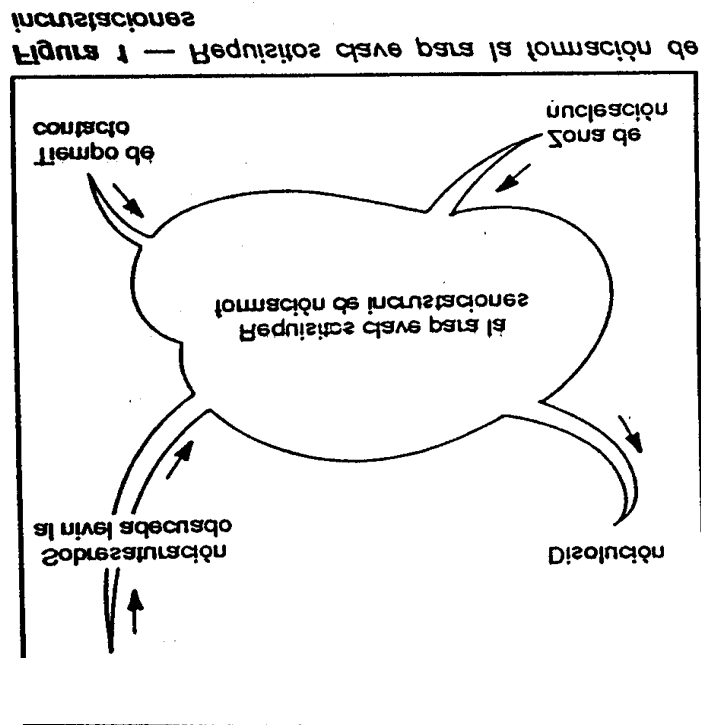 Sobresaturación
al nivel adecuado
Disolución
Requisitos clave para la
formación de incrustaciones
Tiempo de
contacto
Zona de
nucleación
Figura 1 — Requisitos clave para la formación de
incrustaciones